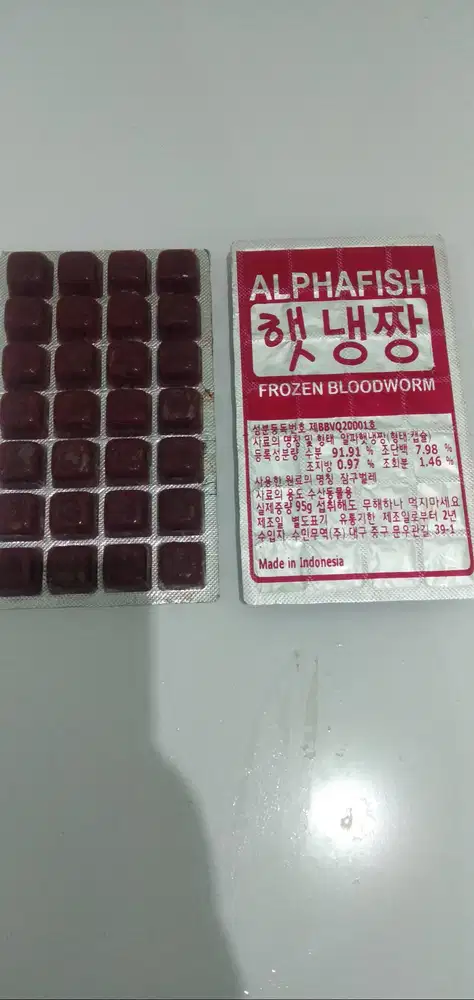 ALPHAFISH
햇냉짱
FROZEN BLOODWORM
성분등록번호 제BBVQ20001호
사료의 명칭 및 형태 알파햇냉짱(형태:캡슐)
등록성분량 수분 91.91 % 조단백 7.98 %
조지방 0.97 % 조회분 1.46 %
사용한 원료의 명칭 짐구벌레
사료의 용도 수산동물용
실제중량 95g 섭취해도 무해하나 먹지마세요
제조일 별도표기 유통기한 제조일로부터 2년
수입자 수민무역(주) 대구 중구 문우관길 39-1
Made in Indonesia